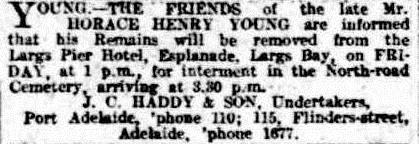 YOUNG.—THE FRIENDS of the late Mr.
HORACE HENRY YOUNG are informed
that his Remains will be removed from the
Largs Pier Hotel, Esplanade, Largs Bay, on FRI-
DAY, at 1 p.m., for interment in the North-road
Cemetery, arriving at 3.30 p.m.
J. C. HADDY & SON, Undertakers,
Port Adelaide, 'phone 110; 115, Flinders-street,
Adelaide, 'phone 1677.